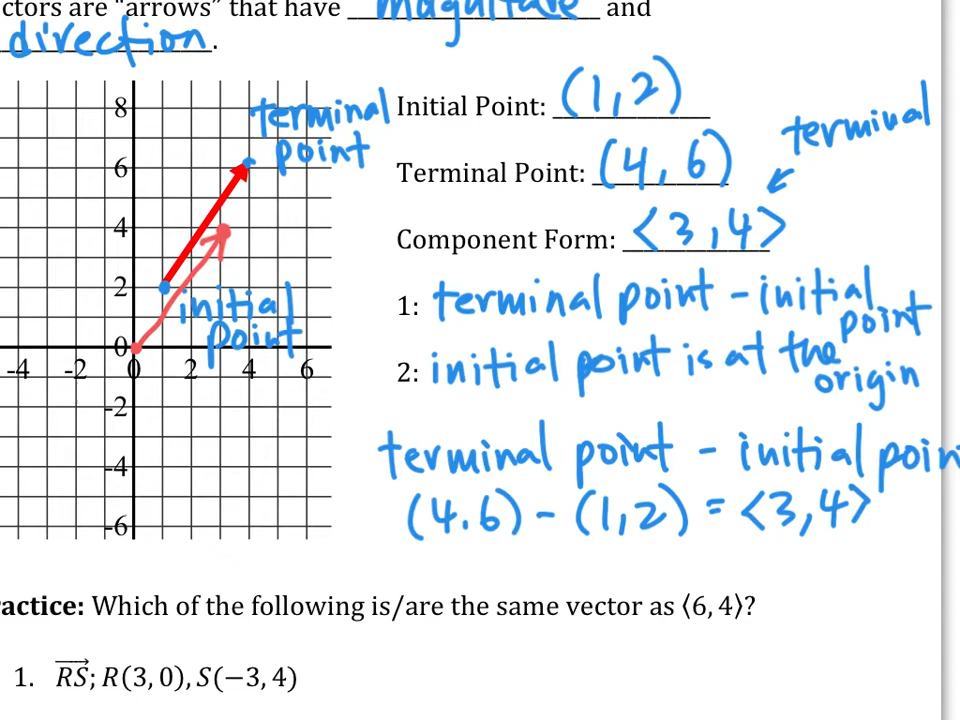 ctors are "arrows" that have magnitude and
direction.
8
6
4
2
0
-4 -2 0 2 4 6
-2
-4
-6
terminal
point
initial
point
Initial Point: (1,2)
Terminal Point: (4,6)
terminal
Component Form: <3,4>
1: terminal point - initial
point
2: initial point is at the
origin
terminal point - initial poin
(4.6) - (1,2) = <3,4>
actice: Which of the following is/are the same vector as ⟨6, 4⟩?
1. RS⃗; R(3, 0), S(−3, 4)